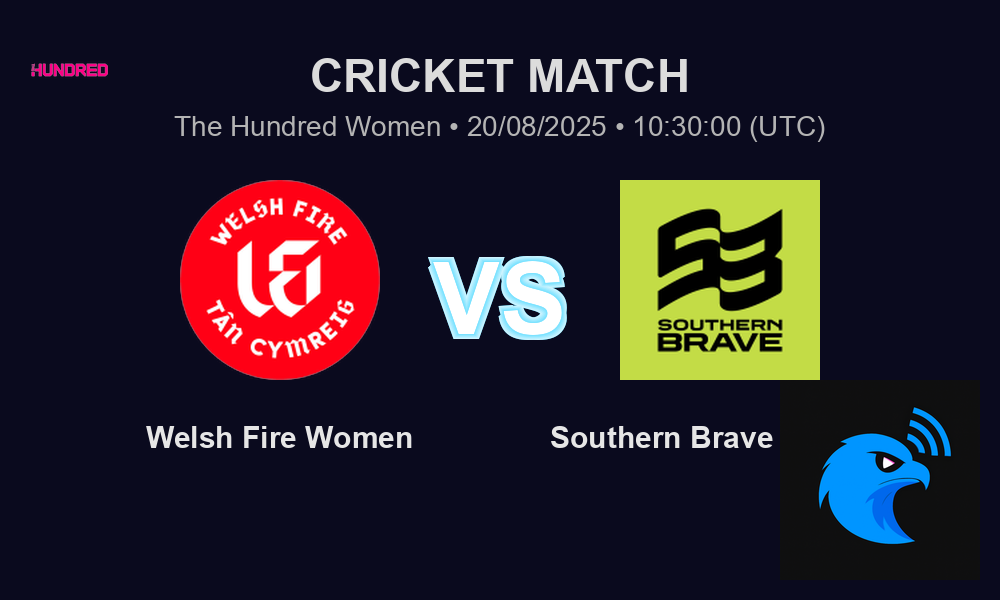 HUNDRED
CRICKET MATCH
The Hundred Women • 20/08/2025 • 10:30:00 (UTC)
WELSH FIRE
TÂN CYMREIG
VS
SOUTHERN
BRAVE
Welsh Fire Women
Southern Brave